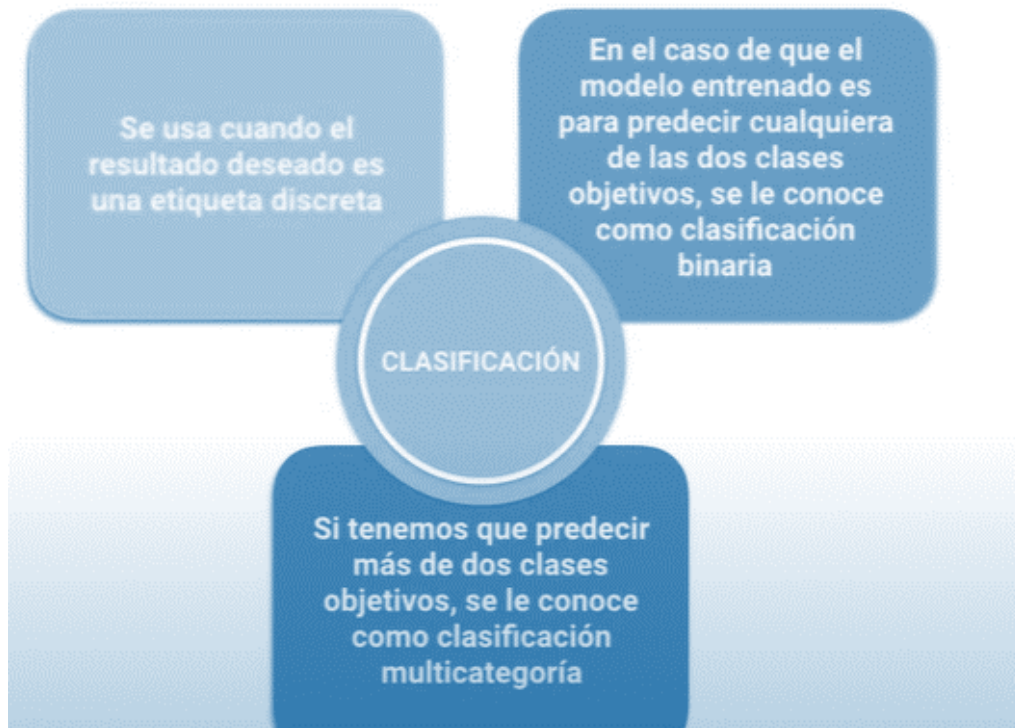 Se usa cuando el
resultado deseado es
una etiqueta discreta
En el caso de que el
modelo entrenado es
para predecir cualquiera
de las dos clases
objetivos, se le conoce
como clasificación
binaria
CLASIFICACIÓN
Si tenemos que predecir
más de dos clases
objetivos, se le conoce
como clasificación
multicategoría